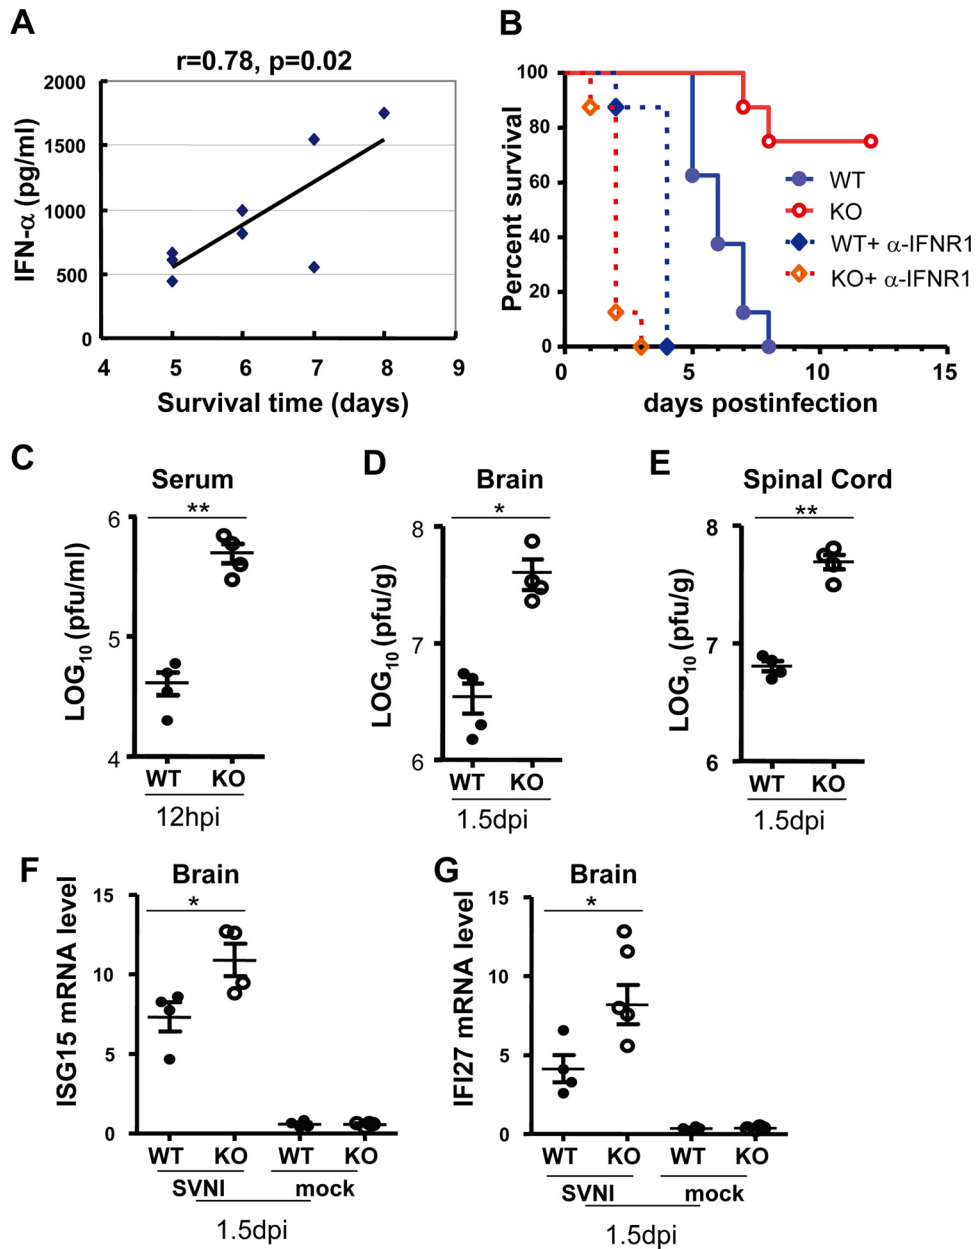 A
r=0.78, p=0.02
IFN-α (pg/ml)
2000
1500
1000
500
0
4 5 6 7 8 9
Survival time (days)
B
Percent survival
100
80
60
40
20
0
0 5 10 15
days postinfection
WT
KO
WT+ α-IFNR1
KO+ α-IFNR1
C
Serum
**
LOG10 (pfu/ml)
6
5
4
WT KO
12hpi
D
Brain
*
LOG10 (pfu/g)
8
7
6
WT KO
1.5dpi
E
Spinal Cord
**
LOG10 (pfu/g)
8
7
6
WT KO
1.5dpi
F
Brain
*
ISG15 mRNA level
15
10
5
0
WT KO WT KO
SVNI mock
1.5dpi
G
Brain
*
IFI27 mRNA level
15
10
5
0
WT KO WT KO
SVNI mock
1.5dpi